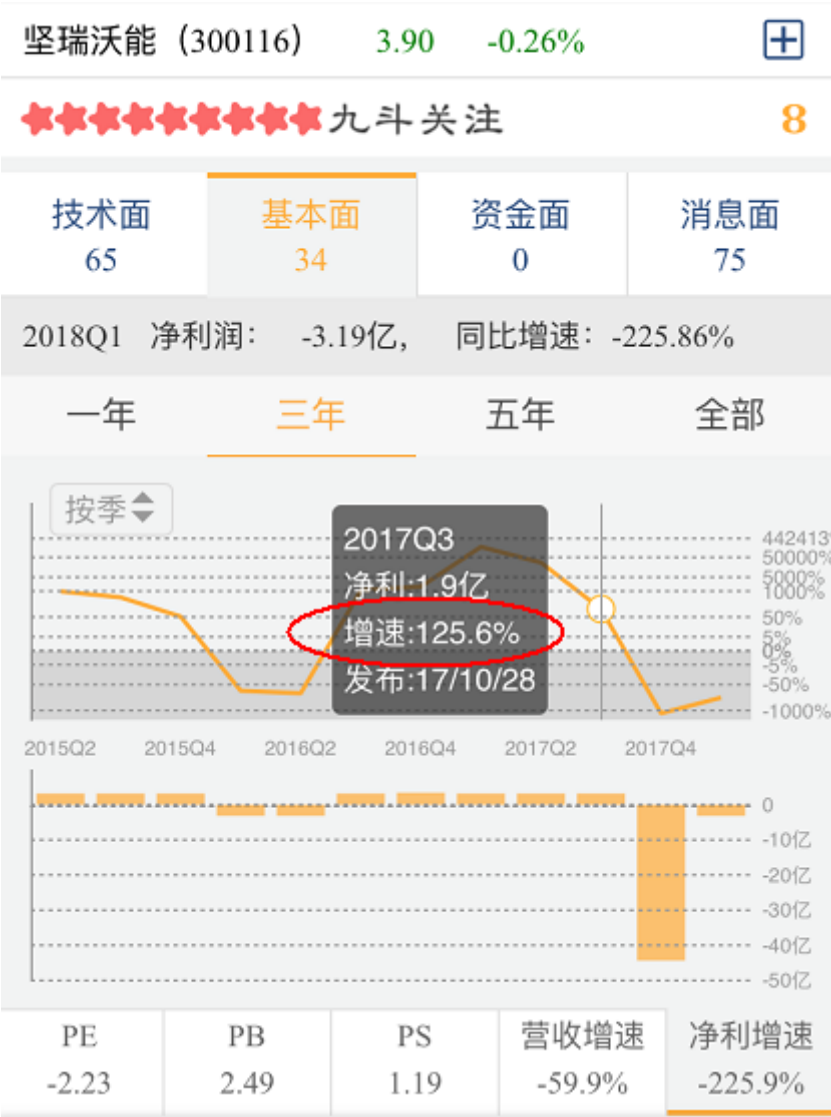 坚瑞沃能（300116） 3.90 -0.26%
九斗关注 8
技术面 基本面 资金面 消息面
65 34 0 75
2018Q1 净利润： -3.19亿, 同比增速：-225.86%
一年 三年 五年 全部
按季
2017Q3
净利:1.9亿
增速:125.6%
发布:17/10/28
442413%
50000%
5000%
1000%
50%
5%
0%
-5%
-50%
-1000%
2015Q2 2015Q4 2016Q2 2016Q4 2017Q2 2017Q4
0
-10亿
-20亿
-30亿
-40亿
-50亿
PE PB PS 营收增速 净利增速
-2.23 2.49 1.19 -59.9% -225.9%